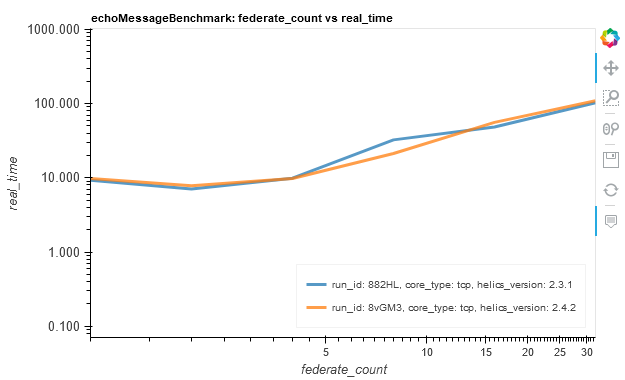 echoMessageBenchmark: federate_count vs real_time
1000.000
100.000
10.000
1.000
0.100
real_time
run_id: 882HL, core_type: tcp, helics_version: 2.3.1
run_id: 8vGM3, core_type: tcp, helics_version: 2.4.2
5 10 15 20 25 30
federate_count